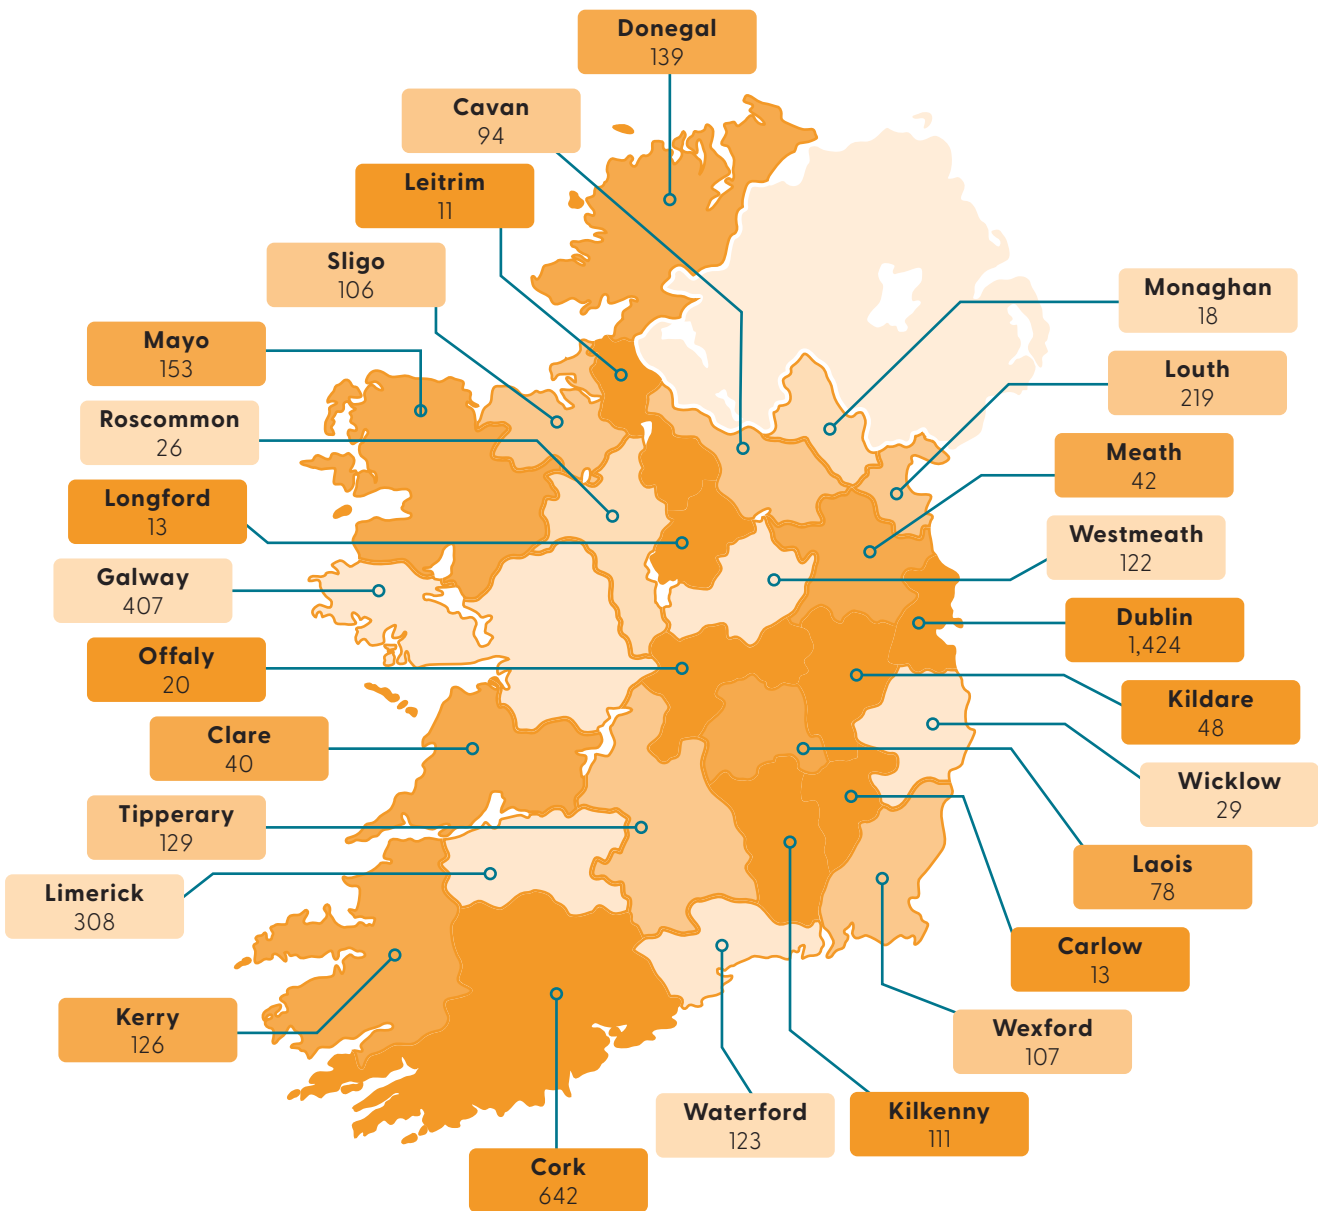 Donegal
139
Cavan
94
Leitrim
11
Sligo
106
Monaghan
18
Mayo
153
Louth
219
Roscommon
26
Meath
42
Longford
13
Westmeath
122
Galway
407
Dublin
1,424
Offaly
20
Kildare
48
Clare
40
Wicklow
29
Tipperary
129
Laois
78
Limerick
308
Carlow
13
Kerry
126
Wexford
107
Waterford
123
Kilkenny
111
Cork
642